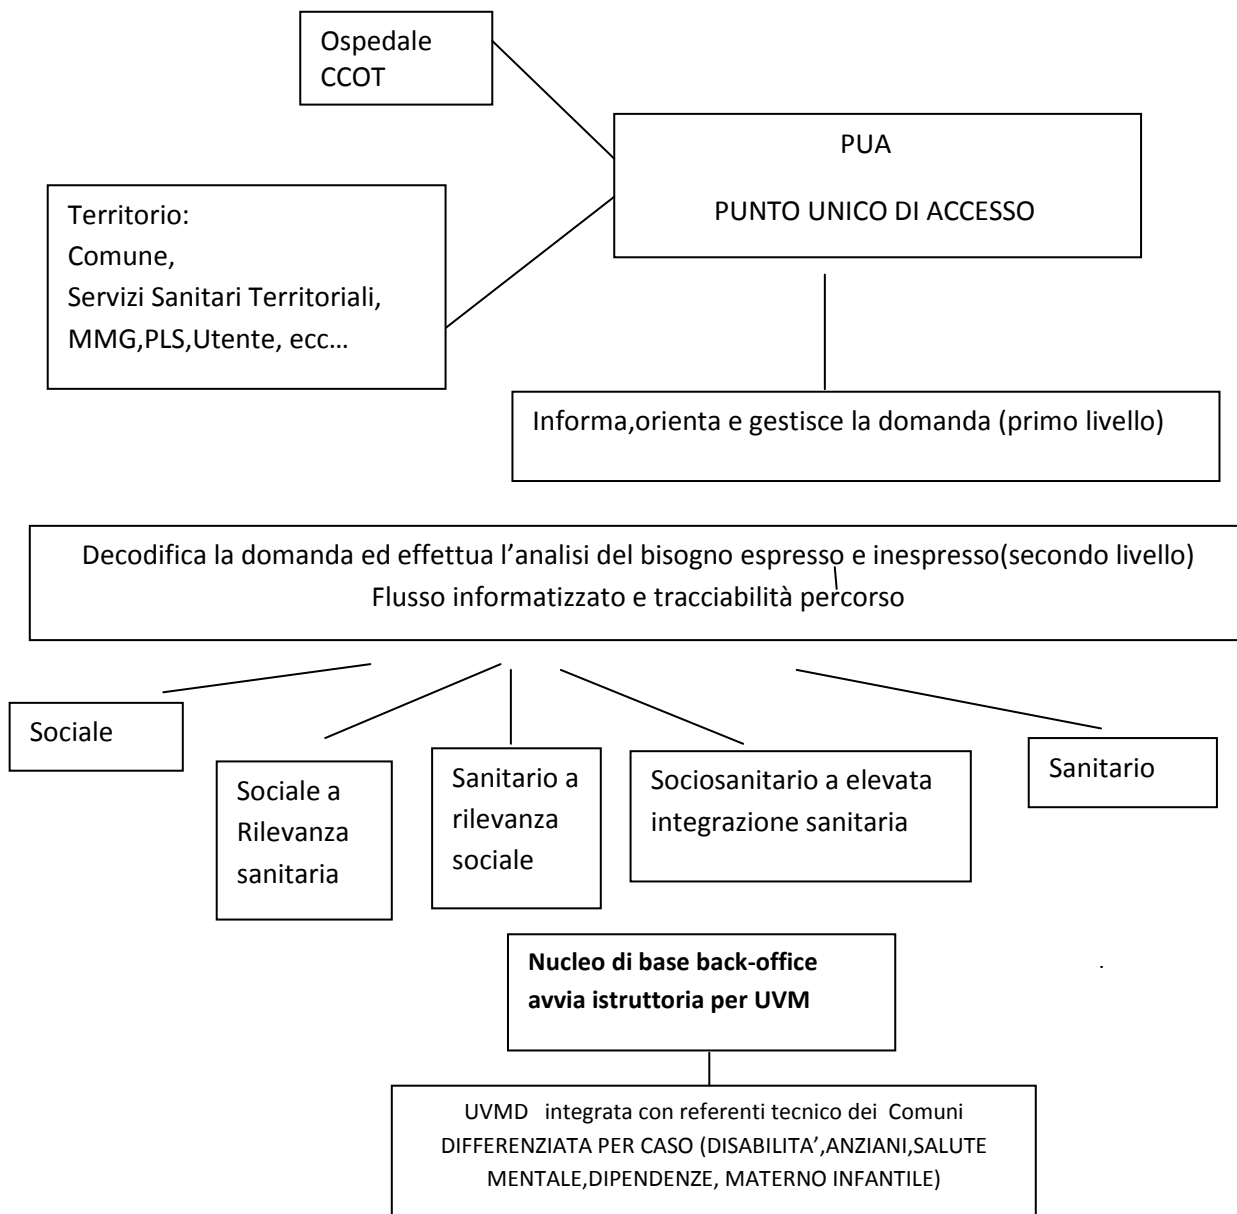 Ospedale
CCOT
PUA
PUNTO UNICO DI ACCESSO
Territorio:
Comune,
Servizi Sanitari Territoriali,
MMG,PLS,Utente, ecc...
Informa,orienta e gestisce la domanda (primo livello)
Decodifica la domanda ed effettua l’analisi del bisogno espresso e inespresso(secondo livello)
Flusso informatizzato e tracciabilità percorso
Sociale
Sociale a
Rilevanza
sanitaria
Sanitario a
rilevanza
sociale
Sociosanitario a elevata
integrazione sanitaria
Sanitario
Nucleo di base back-office
avvia istruttoria per UVM
.
UVMD integrata con referenti tecnico dei Comuni
DIFFERENZIATA PER CASO (DISABILITA’,ANZIANI,SALUTE
MENTALE,DIPENDENZE, MATERNO INFANTILE)